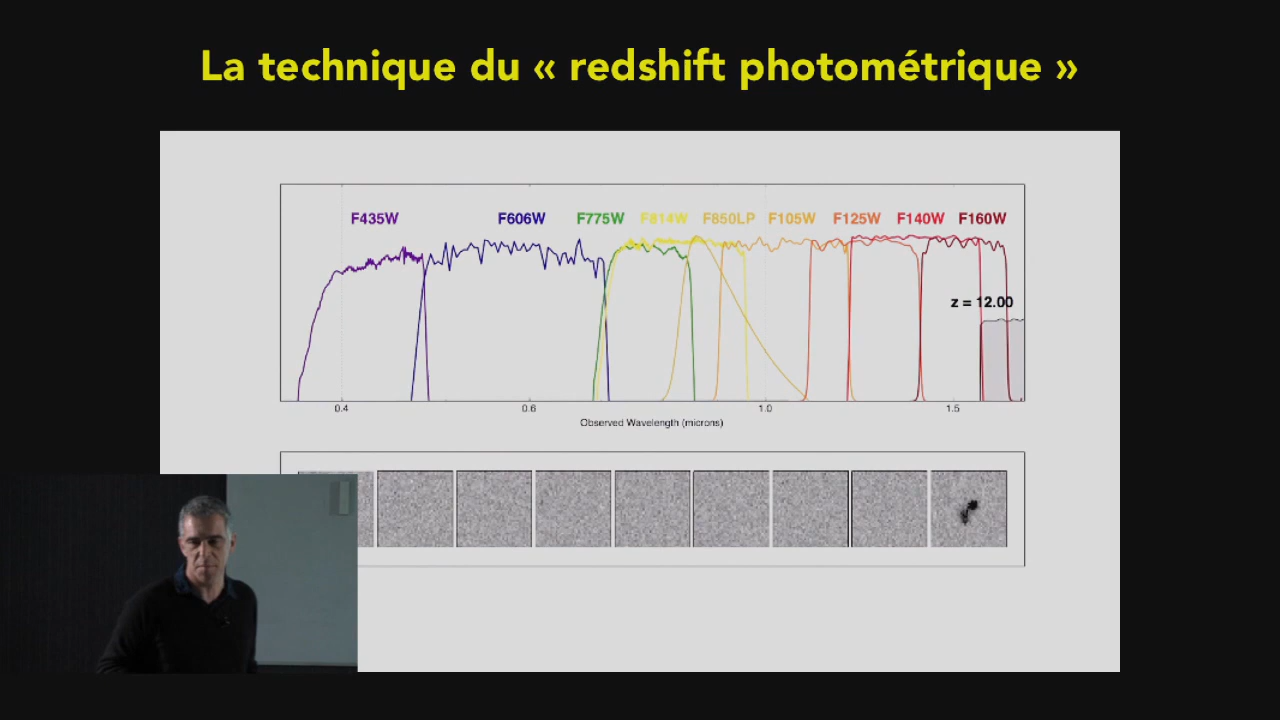 La technique du « redshift photométrique »
F435W F606W F775W F814W F850LP F105W F125W F140W F160W
z = 12.00
0.4 0.6 1.0 1.5
Observed Wavelength (microns)